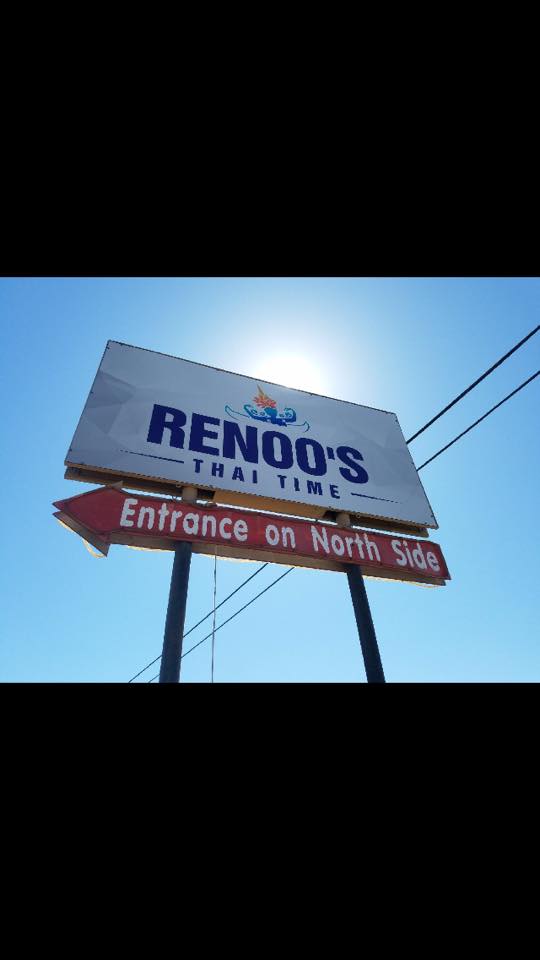 RENOO'S
THAI TIME
Entrance on North Side